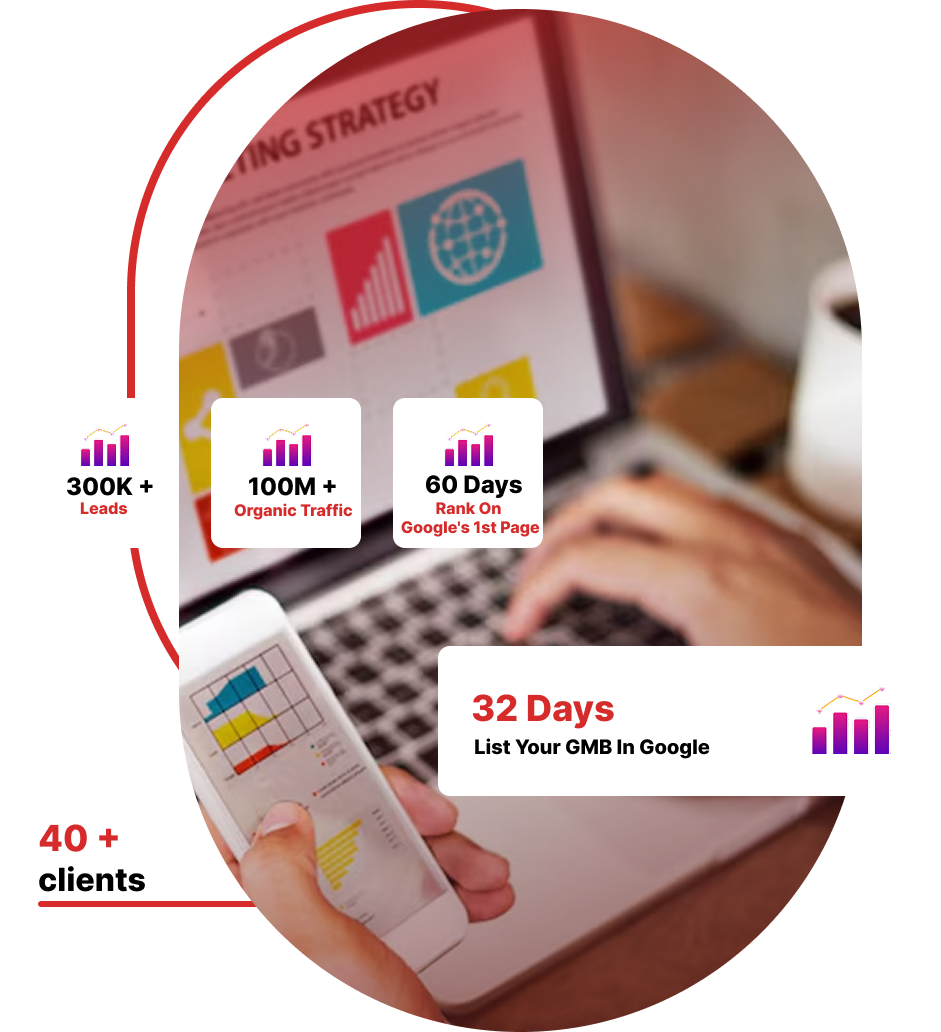 TING STRATEGY
300K +
Leads
100M +
Organic Traffic
60 Days
Rank On
Google's 1st Page
32 Days
List Your GMB In Google
40 +
clients